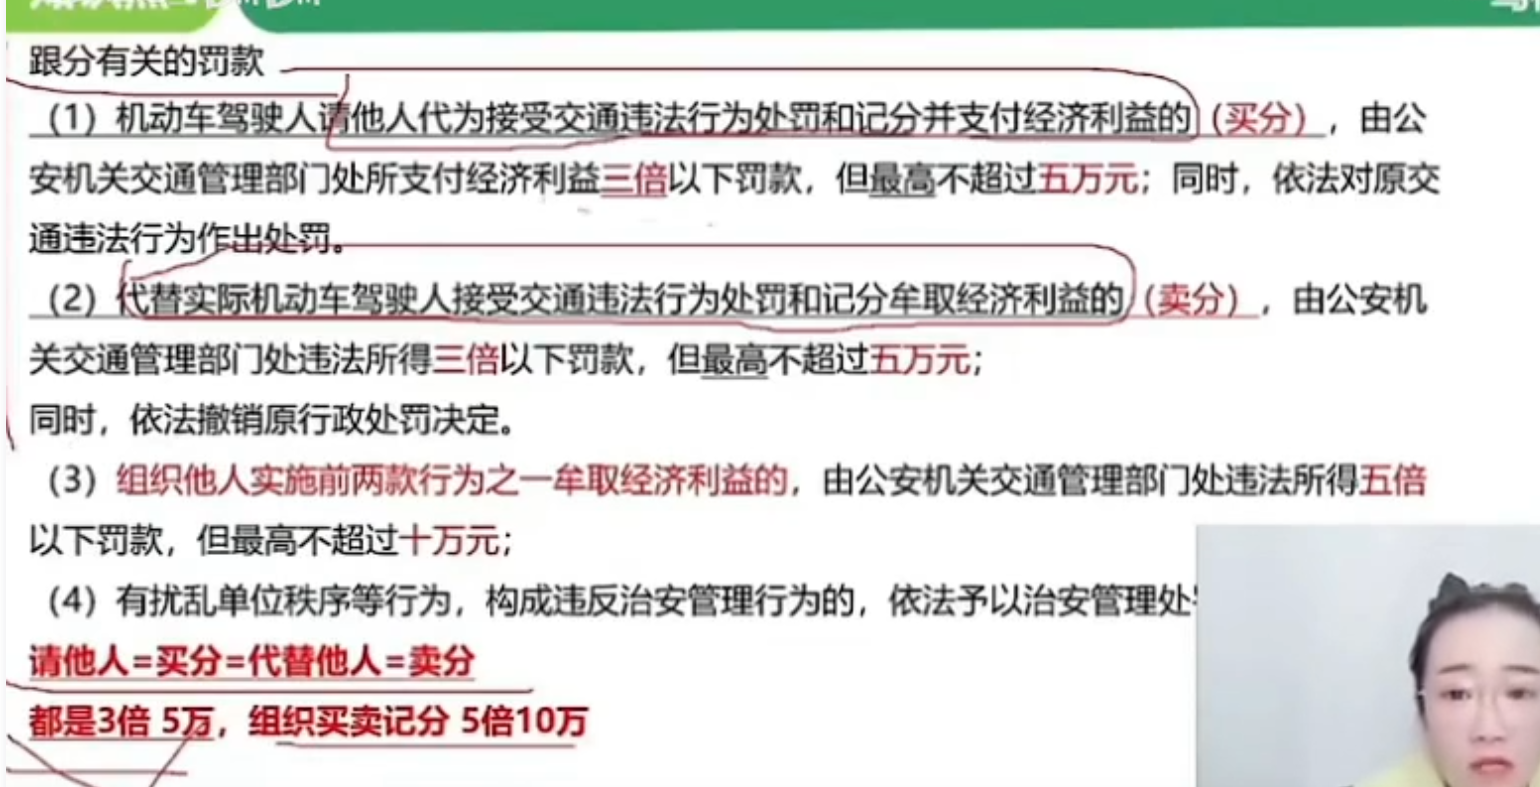 跟分有关的罚款
（1）机动车驾驶人请他人代为接受交通违法行为处罚和记分并支付经济利益的（买分），由公
安机关交通管理部门处所支付经济利益三倍以下罚款，但最高不超过五万元；同时，依法对原交
通违法行为作出处罚。
（2）代替实际机动车驾驶人接受交通违法行为处罚和记分牟取经济利益的（卖分），由公安机
关交通管理部门处违法所得三倍以下罚款，但最高不超过五万元；
同时，依法撤销原行政处罚决定。
（3）组织他人实施前两款行为之一牟取经济利益的，由公安机关交通管理部门处违法所得五倍
以下罚款，但最高不超过十万元；
（4）有扰乱单位秩序等行为，构成违反治安管理行为的，依法予以治安管理处
请他人=买分=代替他人=卖分
都是3倍 5万，组织买卖记分 5倍10万